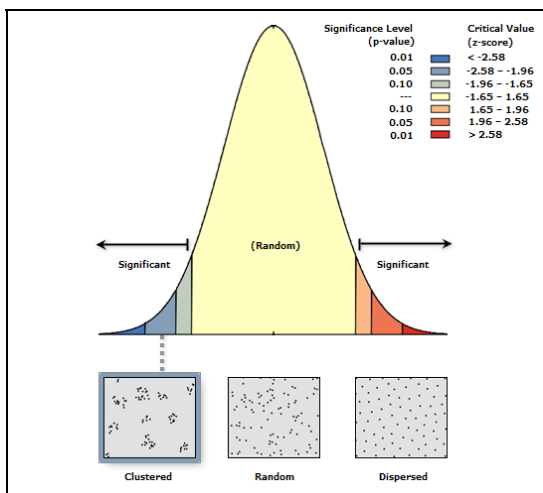 Significance Level Critical Value
(p-value) (z-score)
0.01 < -2.58
0.05 -2.58 – -1.96
0.10 -1.96 – -1.65
--- -1.65 – 1.65
0.10 1.65 – 1.96
0.05 1.96 – 2.58
0.01 > 2.58
(Random)
Significant Significant
Clustered Random Dispersed